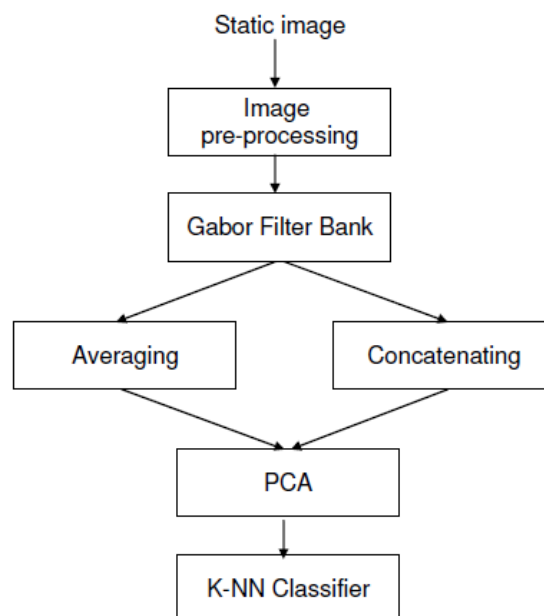 Static image
Image
pre-processing
Gabor Filter Bank
Averaging
Concatenating
PCA
K-NN Classifier